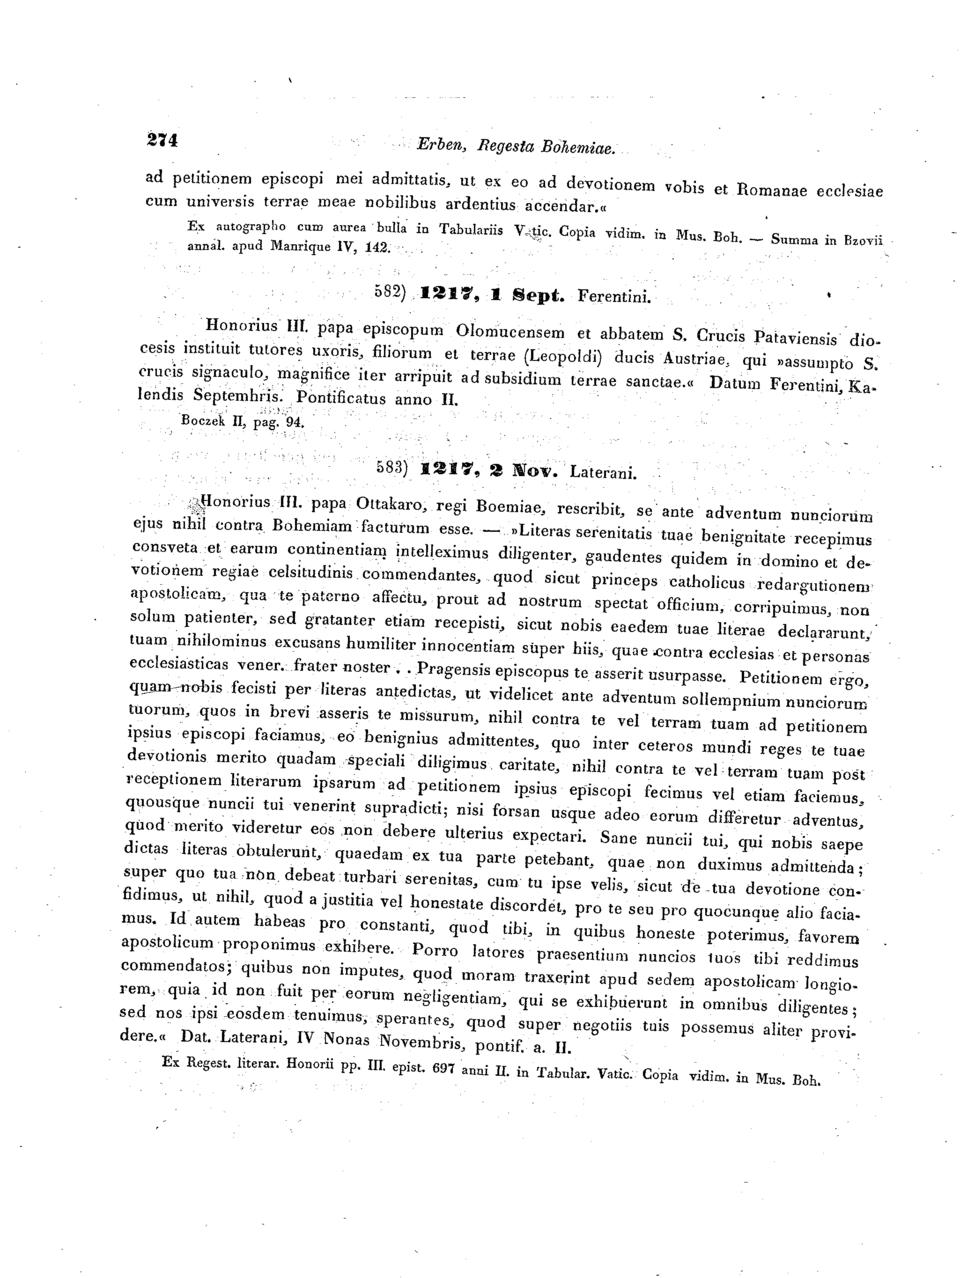 274 Erben, Regesta Bohemiae.
ad petitionem episcopi mei admittatis, ut ex eo ad devotionem vobis et Romanae ecclesiae
cum universis terrae meae nobilibus ardentius accendar.«
Ex autographo cum aurea bulla in Tabulariis Vatic. Copia vidim. in Mus. Boh. — Summa in Bzovii
annal. apud Manrique IV, 142.
582) 1217, 1 Sept. Ferentini.
Honorius III. papa episcopum Olomucensem et abbatem S. Crucis Pataviensis dio-
cesis instituit tutores uxoris, filiorum et terrae (Leopoldi) ducis Austriae, qui »assumpto S.
crucis signaculo, magnifice iter arripuit ad subsidium terrae sanctae.« Datum Ferentini, Ka-
lendis Septembris. Pontificatus anno II.
Boczek II, pag. 94.
583) 1217, 2 Nov. Laterani.
Honorius III. papa Ottakaro, regi Boemiae, rescribit, se ante adventum nunciorum
ejus nihil contra Bohemiam facturum esse. — »Literas serenitatis tuae benignitate recepimus
consveta et earum continentiam intelleximus diligenter, gaudentes quidem in domino et de-
votionem regiae celsitudinis commendantes, quod sicut princeps catholicus redargutionem
apostolicam, qua te paterno affectu, prout ad nostrum spectat officium, corripuimus, non
solum patienter, sed gratanter etiam recepisti, sicut nobis eaedem tuae literae declararunt,
tuam nihilominus excusans humiliter innocentiam super hiis, quae contra ecclesias et personas
ecclesiasticas vener. frater noster . . Pragensis episcopus te asserit usurpasse. Petitionem ergo,
quam nobis fecisti per literas antedictas, ut videlicet ante adventum sollempnium nunciorum
tuorum, quos in brevi asseris te missurum, nihil contra te vel terram tuam ad petitionem
ipsius episcopi faciamus, eo benignius admittentes, quo inter ceteros mundi reges te tuae
devotionis merito quadam speciali diligimus caritate, nihil contra te vel terram tuam post
receptionem literarum ipsarum ad petitionem ipsius episcopi fecimus vel etiam faciemus,
quousque nuncii tui venerint supradicti; nisi forsan usque adeo eorum differetur adventus,
quod merito videretur eos non debere ulterius expectari. Sane nuncii tui, qui nobis saepe
dictas literas obtulerunt, quaedam ex tua parte petebant, quae non duximus admittenda;
super quo tua non debeat turbari serenitas, cum tu ipse velis, sicut de tua devotione con-
fidimus, ut nihil, quod a justitia vel honestate discordet, pro te seu pro quocunque alio facia-
mus. Id autem habeas pro constanti, quod tibi, in quibus honeste poterimus, favorem
apostolicum proponimus exhibere. Porro latores praesentium nuncios tuos tibi reddimus
commendatos; quibus non imputes, quod moram traxerint apud sedem apostolicam longio-
rem, quia id non fuit per eorum negligentiam, qui se exhibuerunt in omnibus diligentes;
sed nos ipsi eosdem tenuimus, sperantes, quod super negotiis tuis possemus aliter provi-
dere.« Dat. Laterani, IV Nonas Novembris, pontif. a. II.
Ex Regest. literar. Honorii pp. III. epist. 697 anni II. in Tabular. Vatic. Copia vidim. in Mus. Boh.